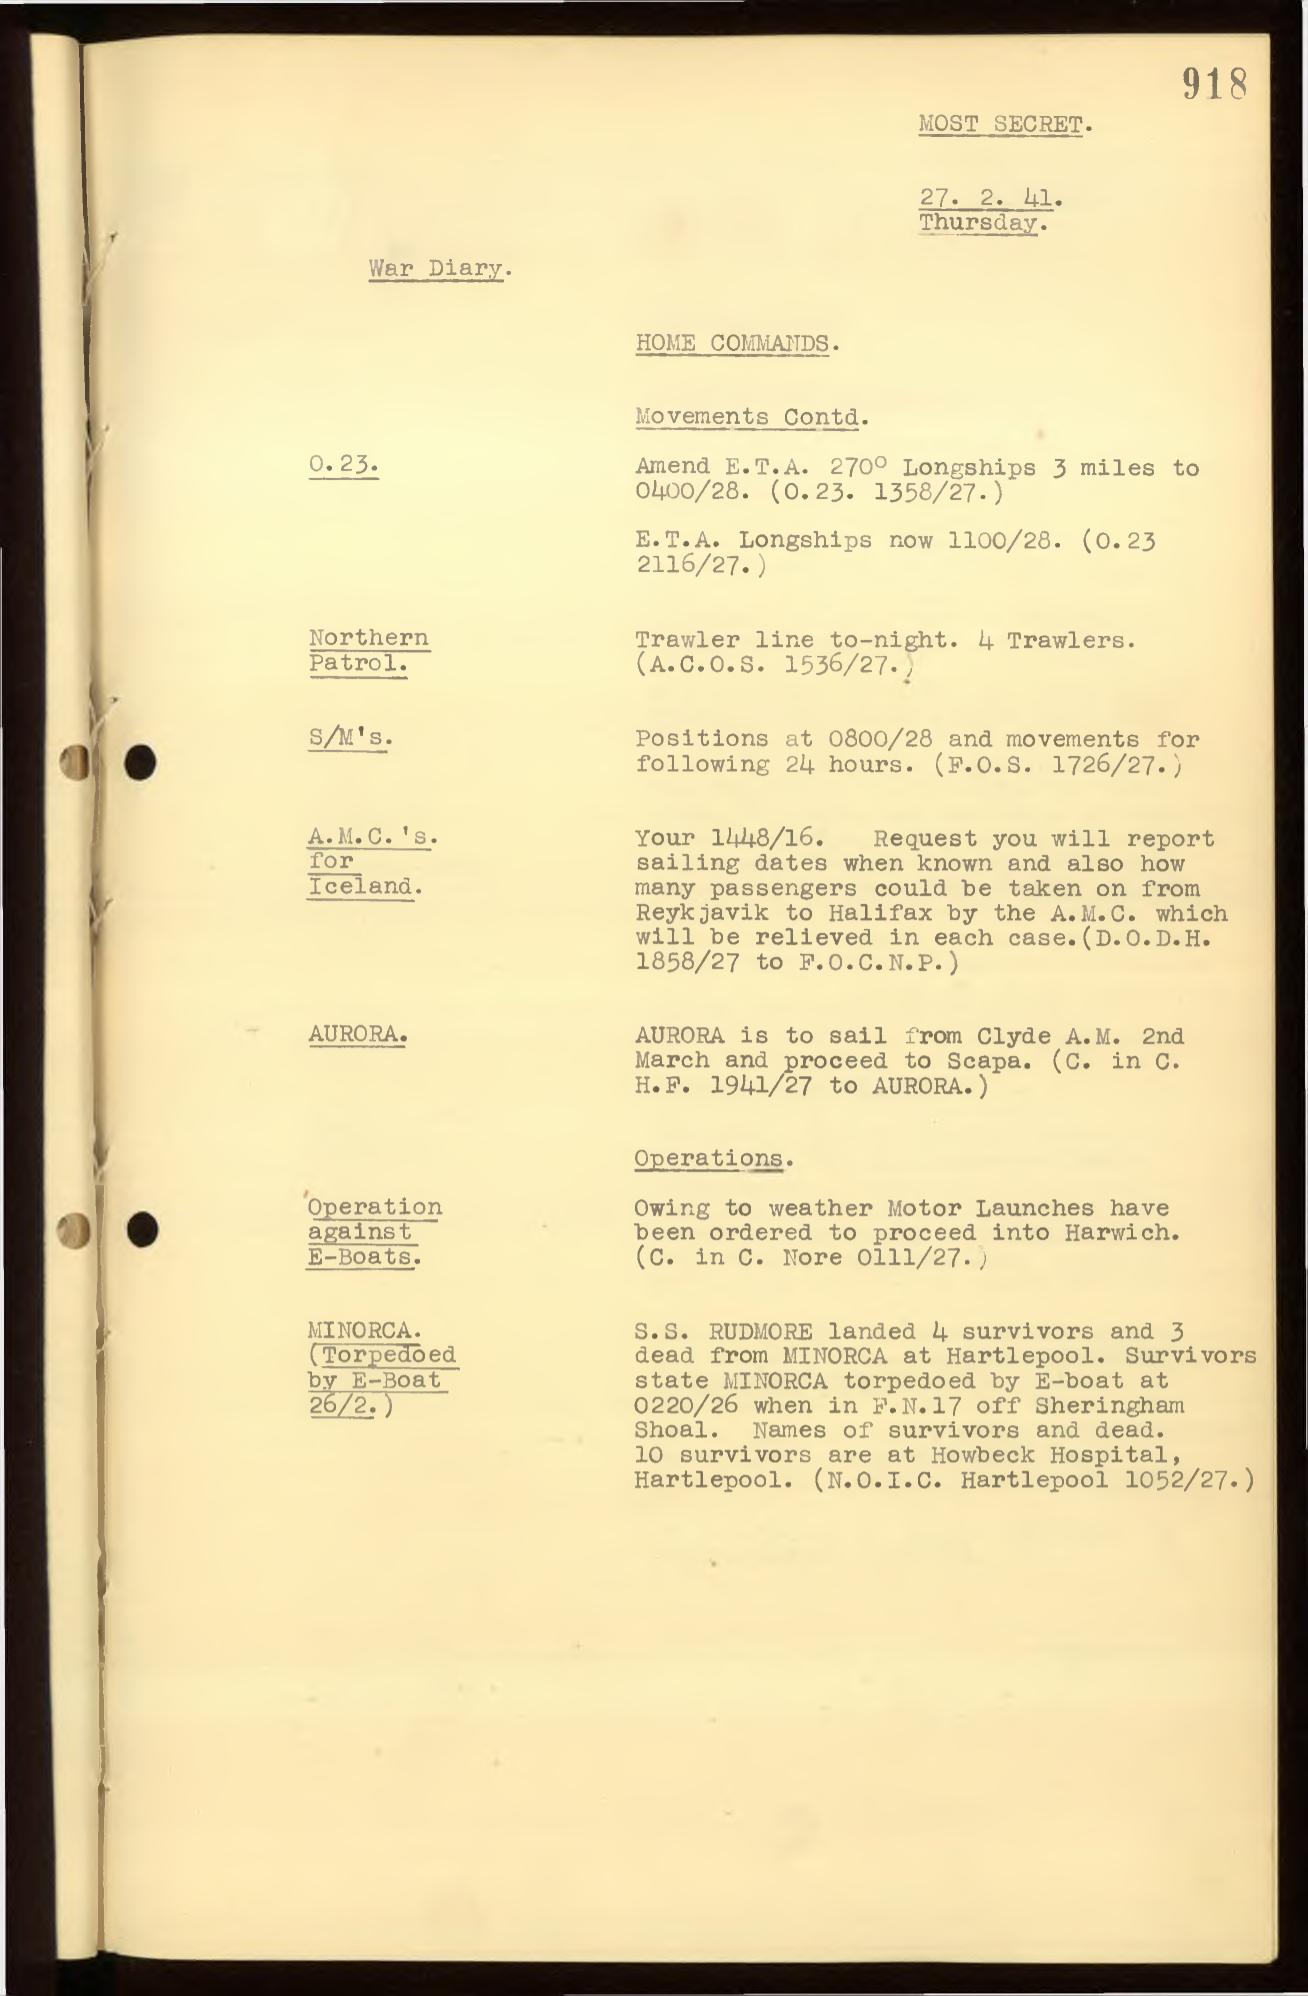 918
MOST SECRET.
27. 2. 41.
Thursday.
War Diary.
HOME COMMANDS.
Movements Contd.
O.23.
Amend E.T.A. 270° Longships 3 miles to
0400/28. (O.23. 1358/27.)
E.T.A. Longships now 1100/28. (O.23
2116/27.)
Northern
Patrol.
Trawler line to-night. 4 Trawlers.
(A.C.O.S. 1536/27.)
S/M's.
Positions at 0800/28 and movements for
following 24 hours. (F.O.S. 1726/27.)
A.M.C.'s.
for
Iceland.
Your 1448/16. Request you will report
sailing dates when known and also how
many passengers could be taken on from
Reykjavik to Halifax by the A.M.C. which
will be relieved in each case.(D.O.D.H.
1858/27 to F.O.C.N.P.)
AURORA.
AURORA is to sail from Clyde A.M. 2nd
March and proceed to Scapa. (C. in C.
H.F. 1941/27 to AURORA.)
Operations.
Operation
against
E-Boats.
Owing to weather Motor Launches have
been ordered to proceed into Harwich.
(C. in C. Nore 0111/27.)
MINORCA.
(Torpedoed
by E-Boat
26/2.)
S.S. RUDMORE landed 4 survivors and 3
dead from MINORCA at Hartlepool. Survivors
state MINORCA torpedoed by E-boat at
0220/26 when in F.N.17 off Sheringham
Shoal. Names of survivors and dead.
10 survivors are at Howbeck Hospital,
Hartlepool. (N.O.I.C. Hartlepool 1052/27.)